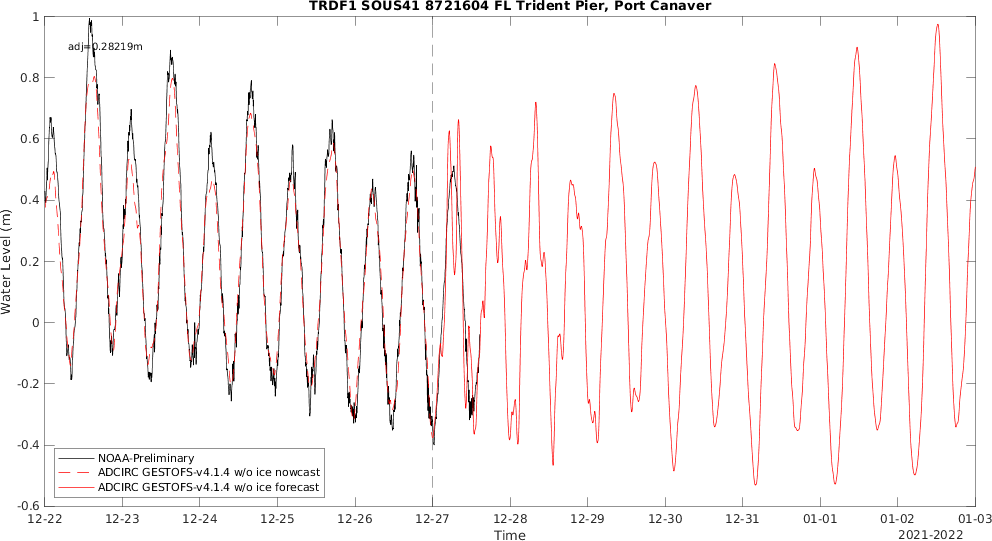 TRDF1 SOUS41 8721604 FL Trident Pier, Port Canaver
adj=0.28219m
Water Level (m)
1
0.8
0.6
0.4
0.2
0
-0.2
-0.4
-0.6
NOAA-Preliminary
ADCIRC GESTOFS-v4.1.4 w/o ice nowcast
ADCIRC GESTOFS-v4.1.4 w/o ice forecast
12-22 12-23 12-24 12-25 12-26 12-27 12-28 12-29 12-30 12-31 01-01 01-02 01-03
Time
2021-2022